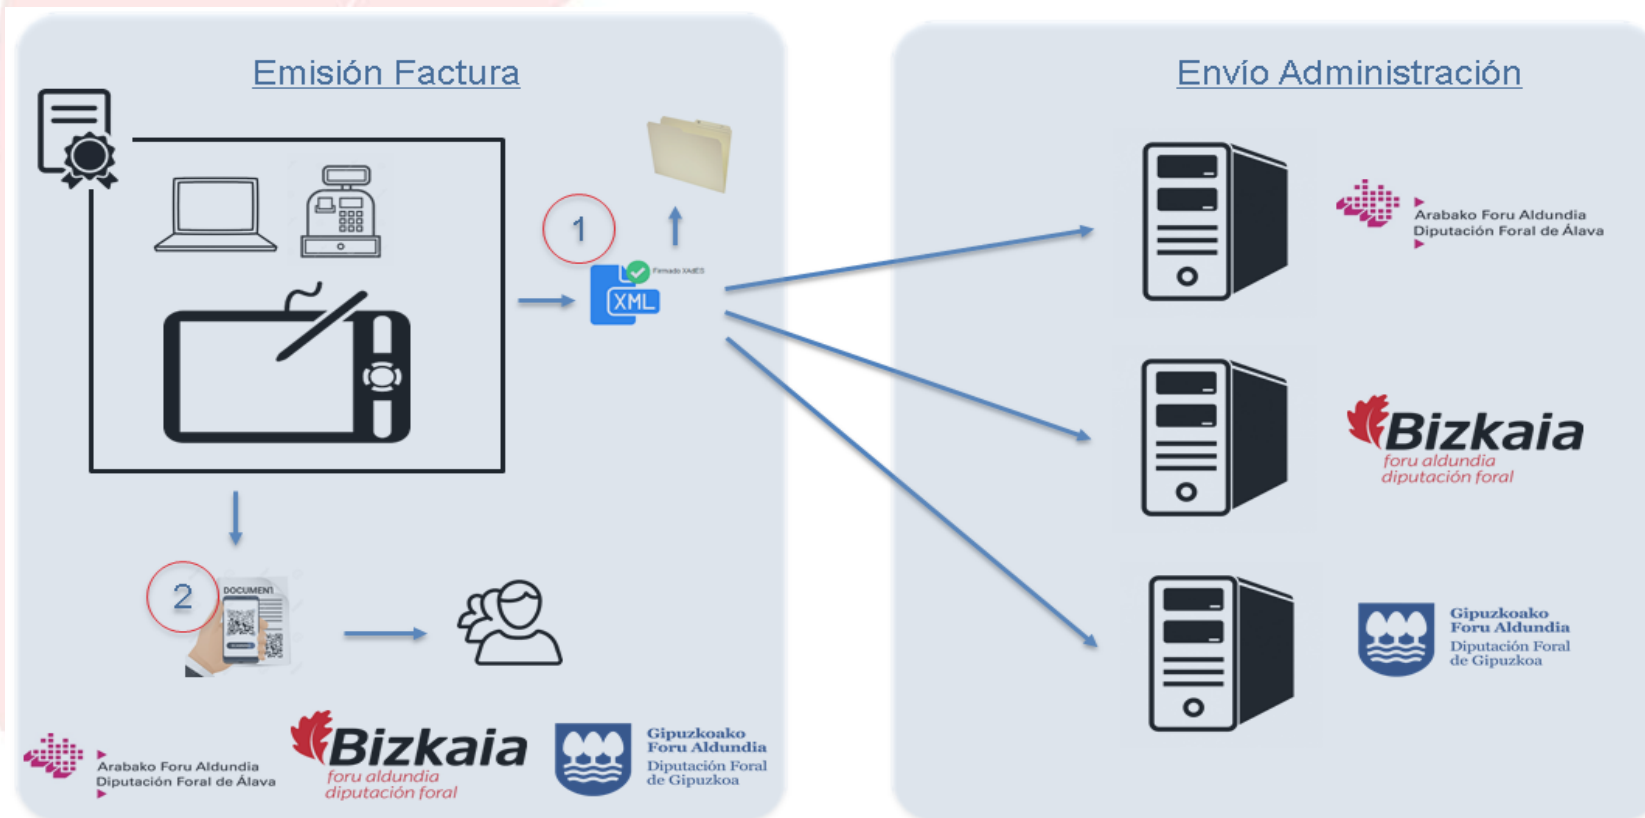 Emisión Factura
1
Firmado XAdES
XML
2
DOCUMENT
Arabako Foru Aldundia
Diputación Foral de Álava
Bizkaia
foru aldundia
diputación foral
Gipuzkoako
Foru Aldundia
Diputación Foral
de Gipuzkoa
Envío Administración
Arabako Foru Aldundia
Diputación Foral de Álava
Bizkaia
foru aldundia
diputación foral
Gipuzkoako
Foru Aldundia
Diputación Foral
de Gipuzkoa